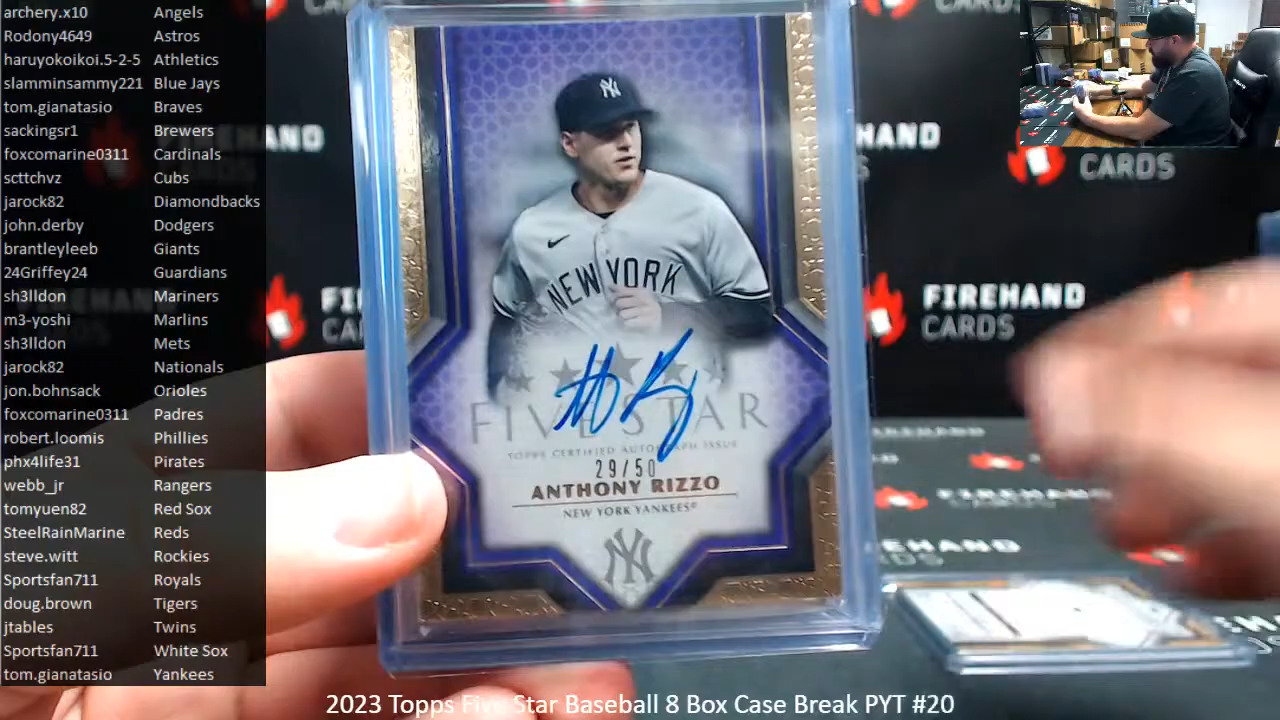 archery.x10 Angels
Rodony4649 Astros
haruyokoikoi.5-2-5 Athletics
slamminsammy221 Blue Jays
tom.gianatasio Braves
sackingsr1 Brewers
foxcomarine0311 Cardinals
scttchvz Cubs
jarock82 Diamondbacks
john.derby Dodgers
brantleyleeb Giants
24Griffey24 Guardians
sh3lldon Mariners
m3-yoshi Marlins
sh3lldon Mets
jarock82 Nationals
jon.bohnsack Orioles
foxcomarine0311 Padres
robert.loomis Phillies
phx4life31 Pirates
webb_jr Rangers
tomyuen82 Red Sox
SteelRainMarine Reds
steve.witt Rockies
Sportsfan711 Royals
doug.brown Tigers
jtables Twins
Sportsfan711 White Sox
tom.gianatasio Yankees
NY
NEW YORK
FIVE STAR
TOPPS CERTIFIED AUTOGRAPH ISSUE
29/50
ANTHONY RIZZO
NEW YORK YANKEES®
NY
CARDS
HAND
CARDS
FIREHAND
CARDS
2023 Topps Five Star Baseball 8 Box Case Break PYT #20